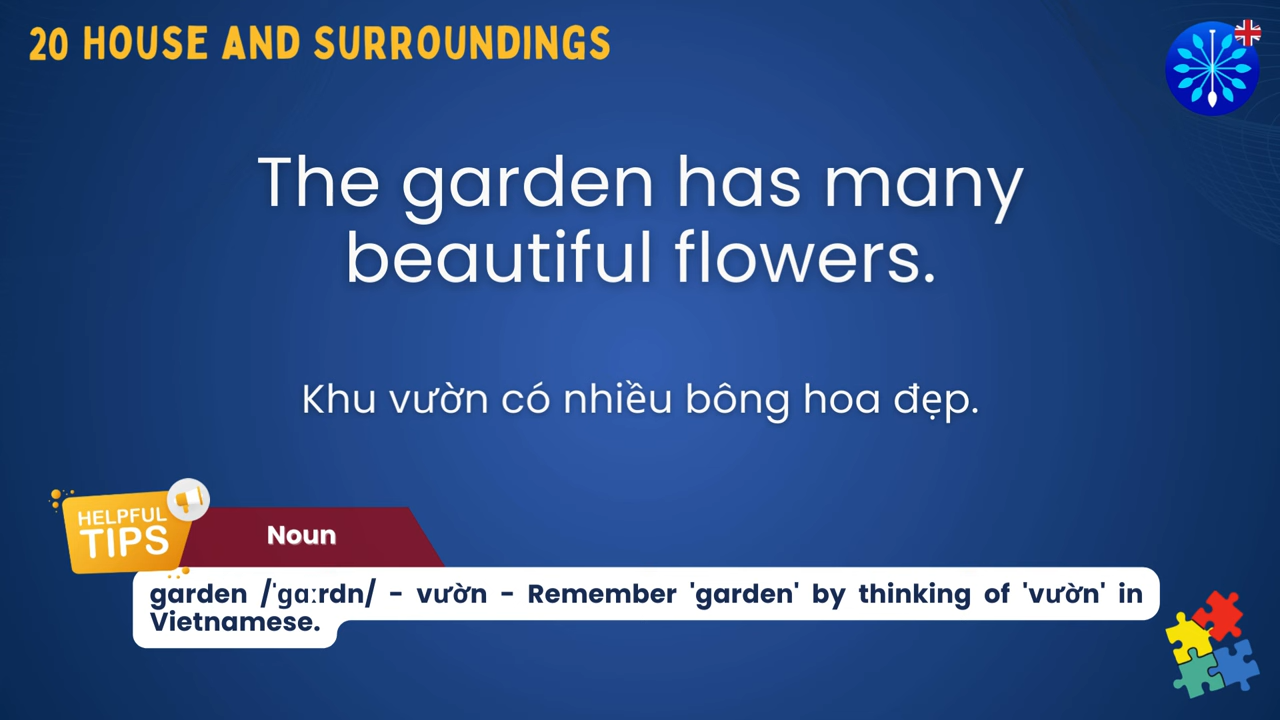 20 HOUSE AND SURROUNDINGS
The garden has many
beautiful flowers.
Khu vườn có nhiều bông hoa đẹp.
HELPFUL
TIPS
Noun
garden /ˈɡɑːrdn/ - vườn - Remember 'garden' by thinking of 'vườn' in
Vietnamese.